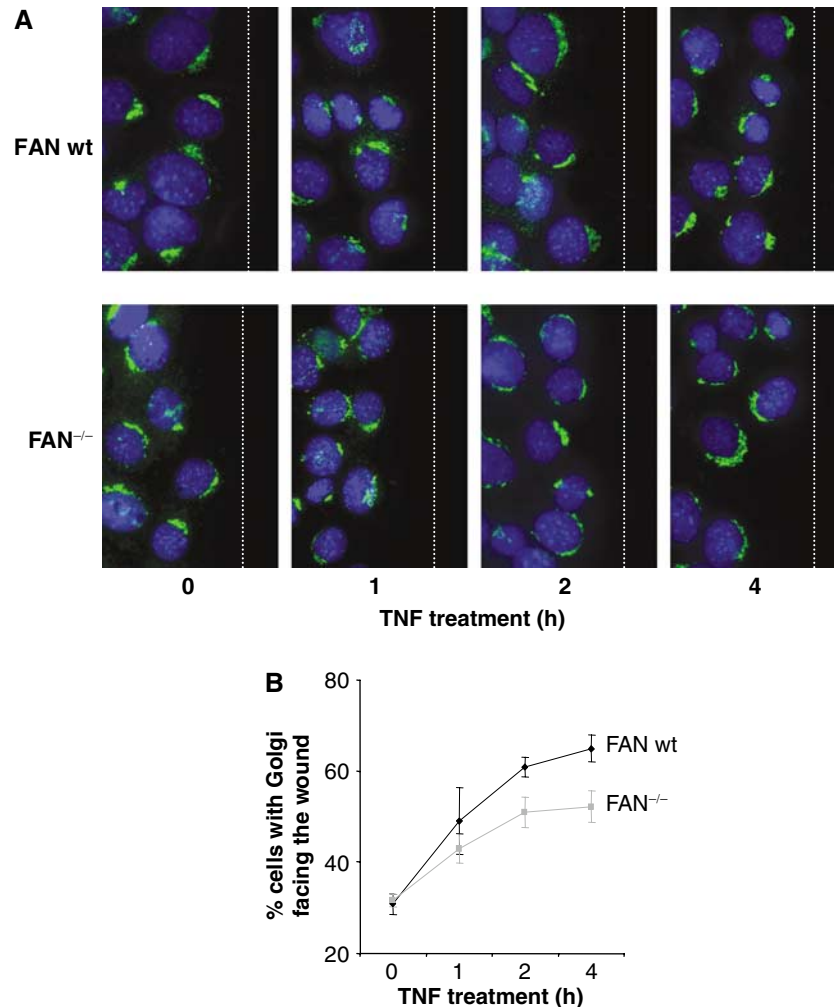 A
FAN wt
FAN–/–
0 1 2 4
TNF treatment (h)
B
80
60
40
20
% cells with Golgi
facing the wound
FAN wt
FAN–/–
0 1 2 4
TNF treatment (h)